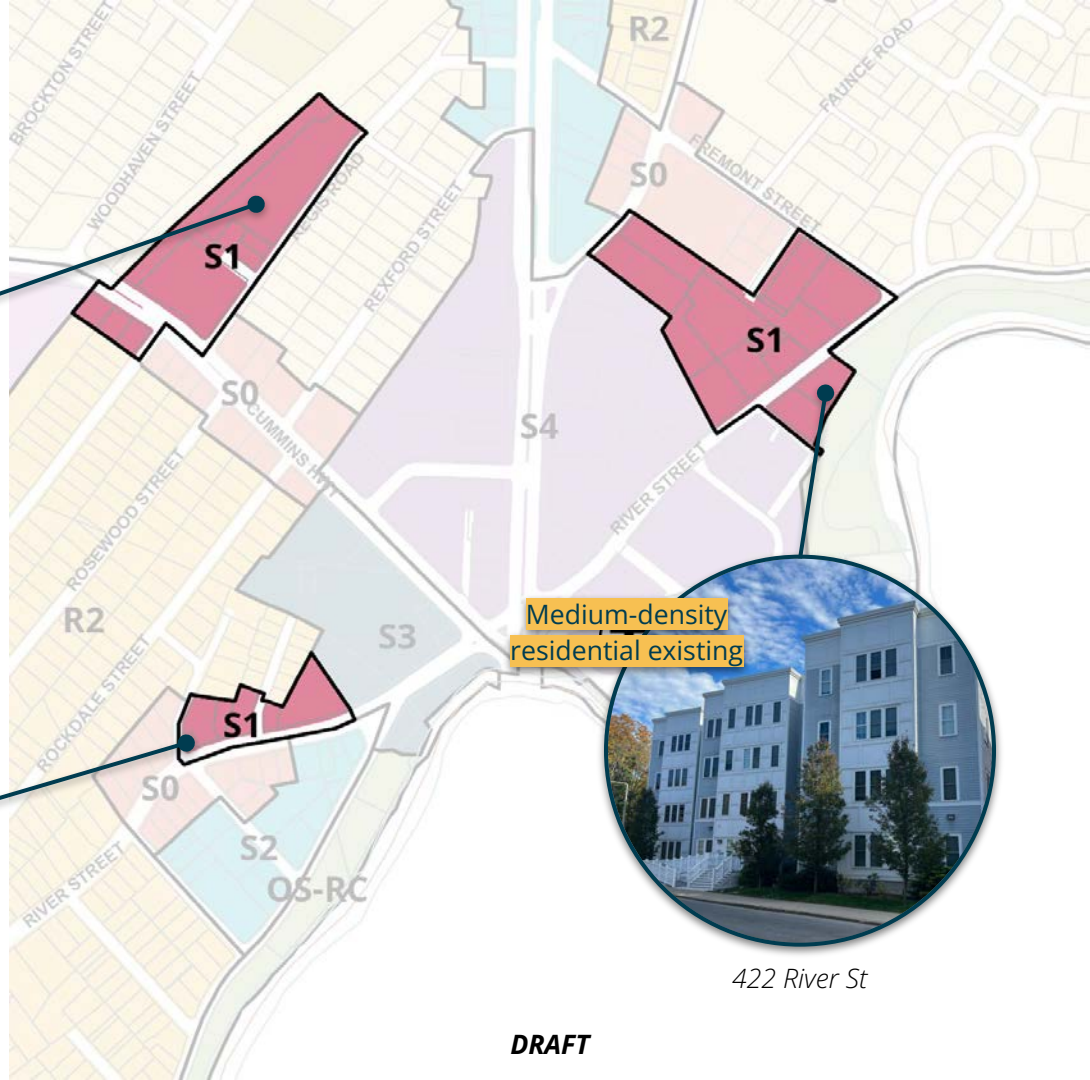 R2
BROCKTON STREET
FAUNCE ROAD
WOODHAVEN STREET
FREMONT STREET
S0
REGIS ROAD
REXFORD STREET
S1
S1
S0
CUMMINS HWY
S4
RIVER STREET
ROSEWOOD STREET
R2
S3
Medium-density
residential existing
ROCKDALE STREET
S1
S0
S2
OS-RC
RIVER STREET
422 River St
DRAFT